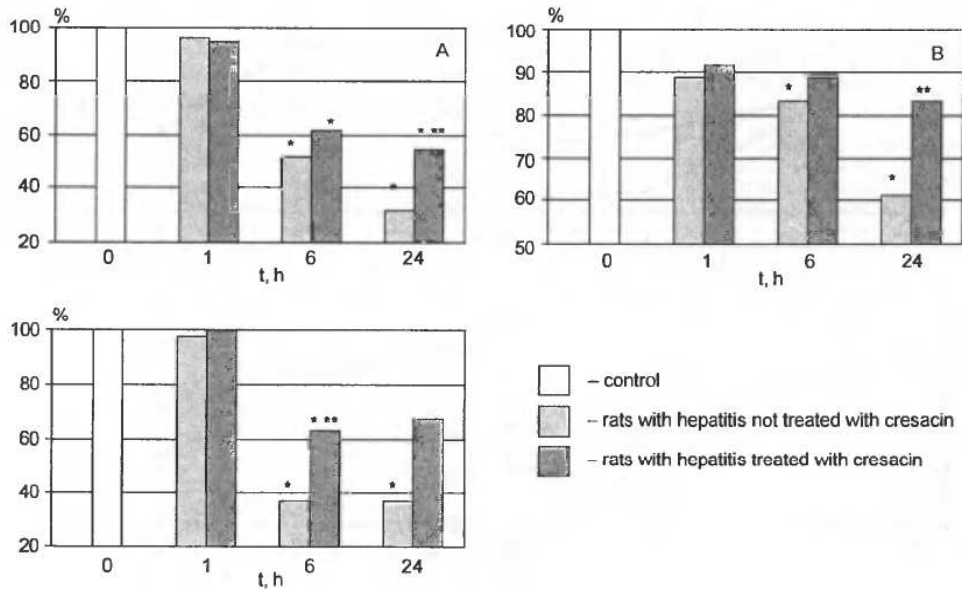 %
A
100
80
60
40
20
* * * * **
0 1 6 24
t, h
%
B
100
90
80
70
60
50
* * **
0 1 6 24
t, h
%
100
80
60
40
20
* * ** *
0 1 6 24
t, h
– control
– rats with hepatitis not treated with cresacin
– rats with hepatitis treated with cresacin